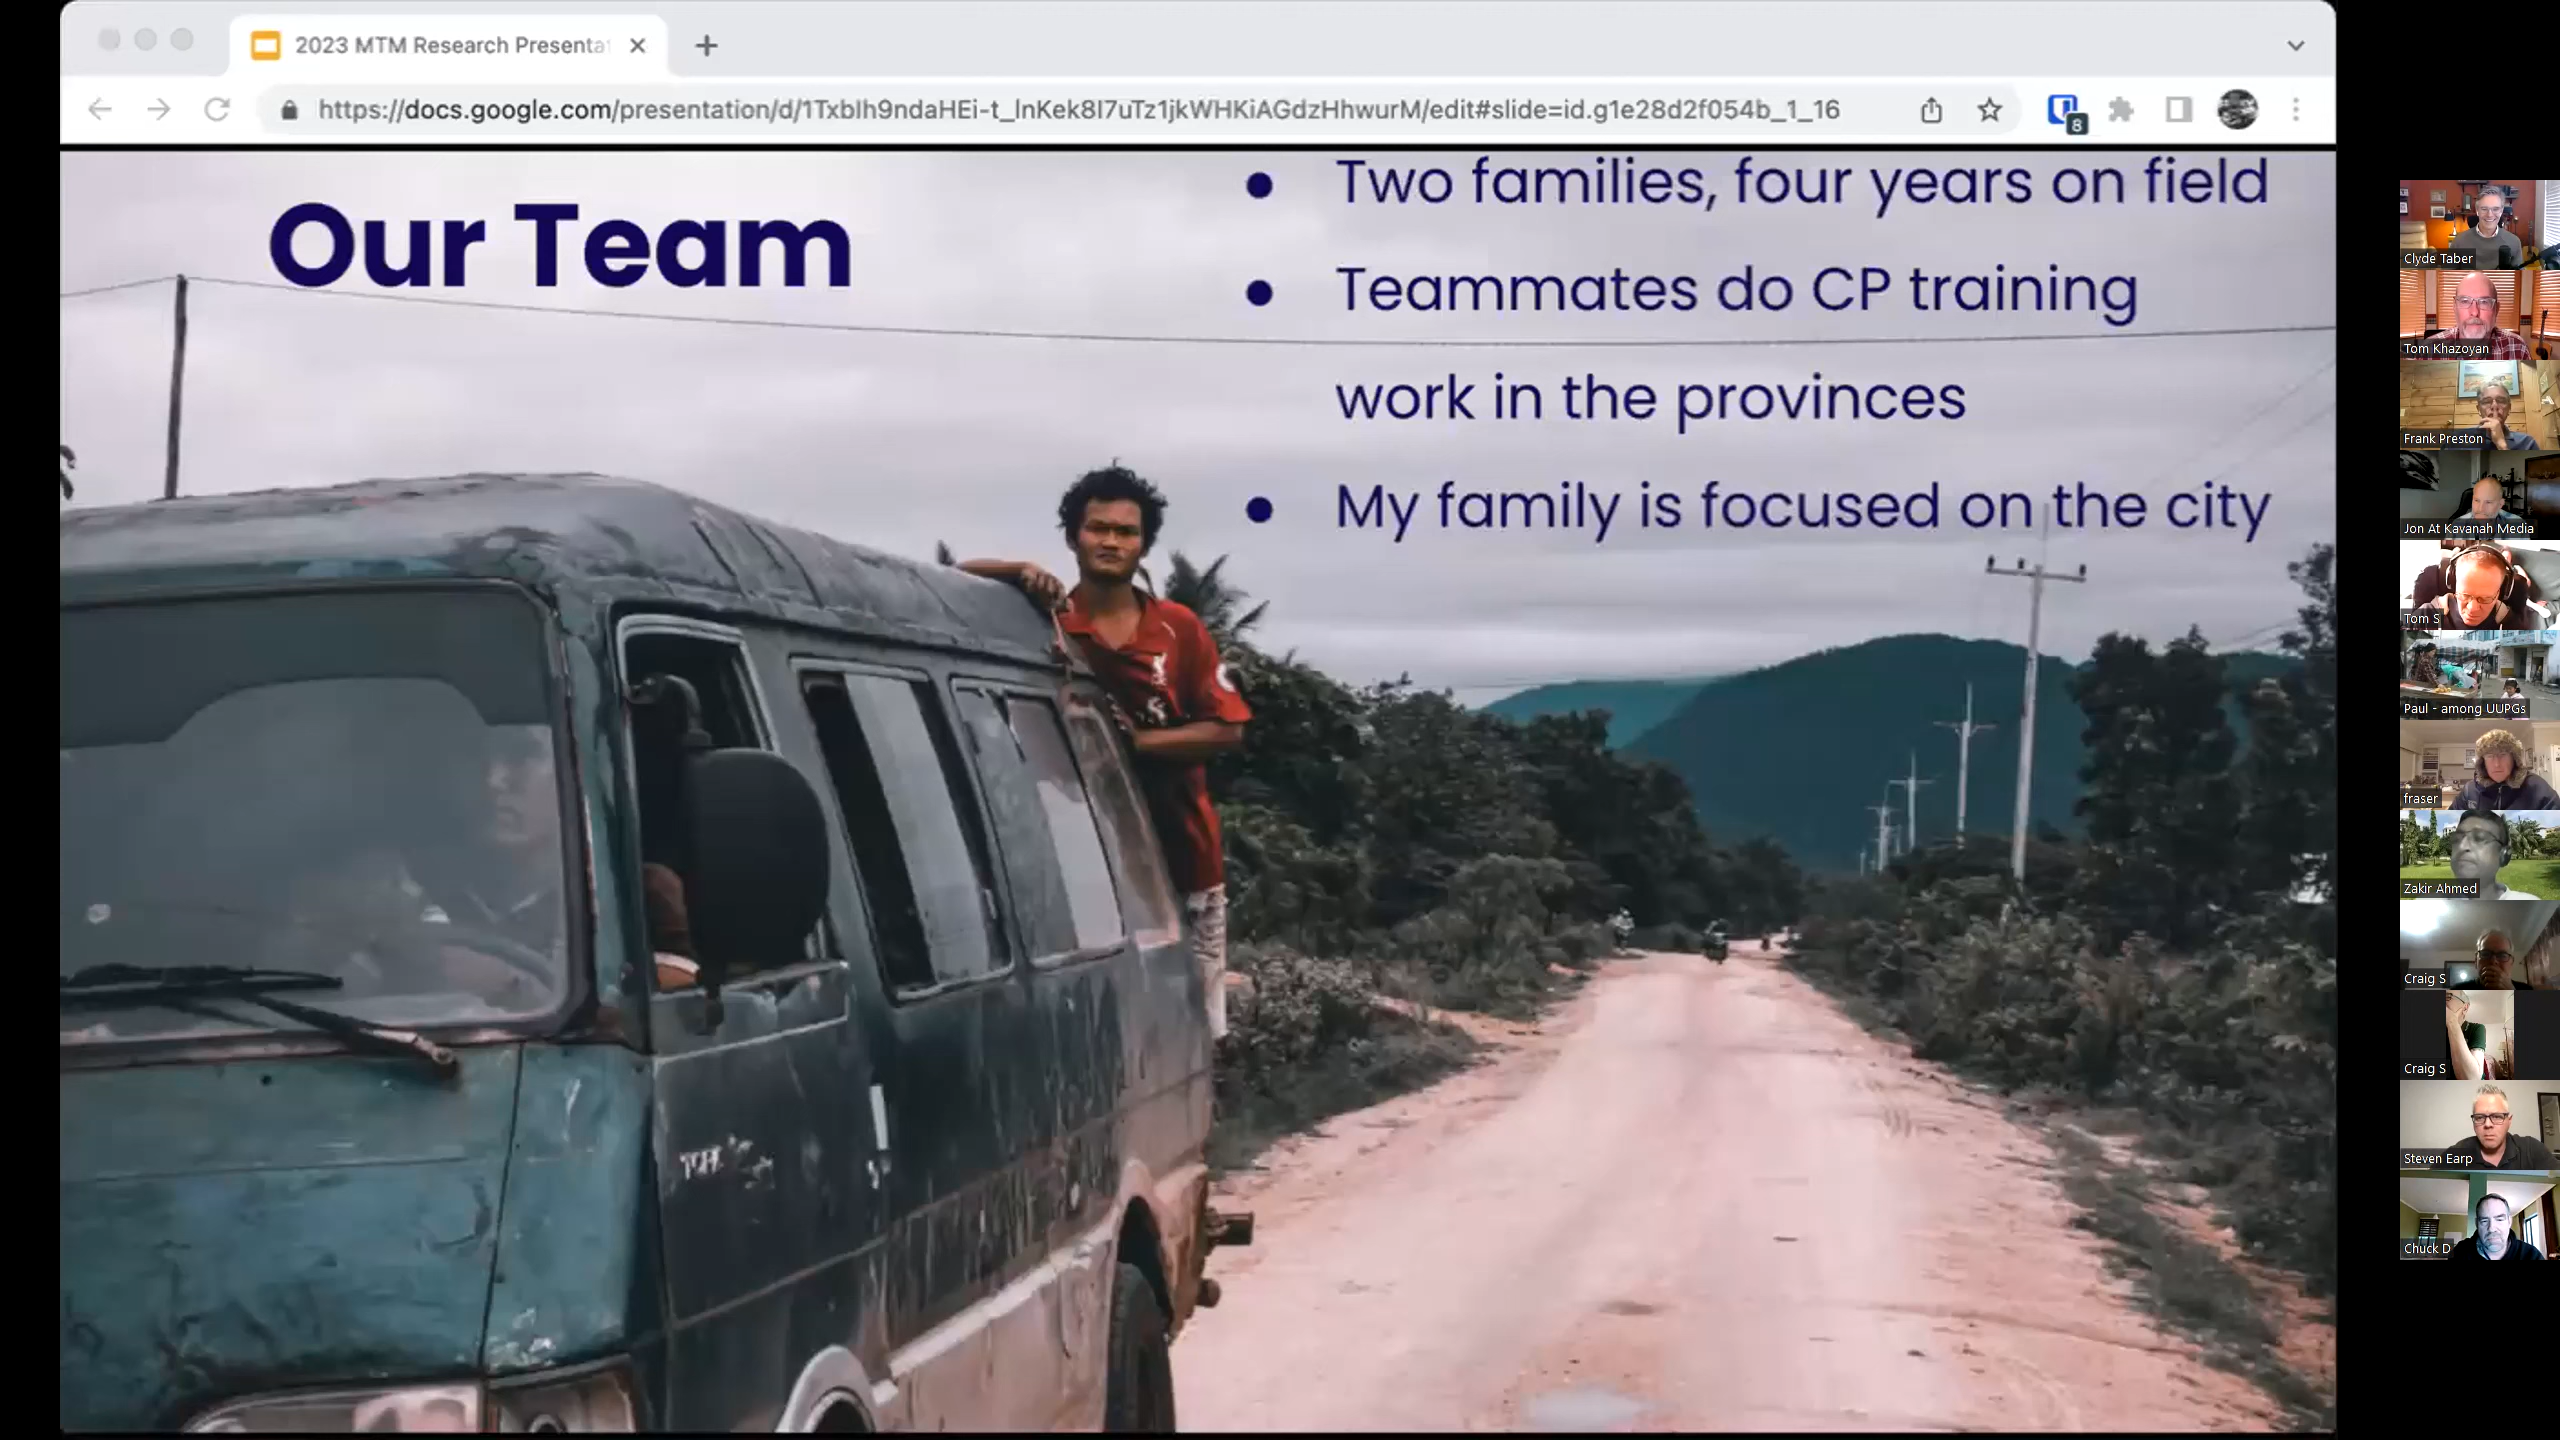 2023 MTM Research Presenta
https://docs.google.com/presentation/d/1TxbIh9ndaHEi-t_lnKek8I7uTz1jkWHKiAGdzHhwurM/edit#slide=id.g1e28d2f054b_1_16
8
Our Team
● Two families, four years on field
● Teammates do CP training
work in the provinces
● My family is focused on the city
Clyde Taber
Tom Khazoyan
Frank Preston
Jon At Kavanah Media
Tom S
Paul - among UUPGs
fraser
Zakir Ahmed
Craig S
Craig S
Steven Earp
Chuck D